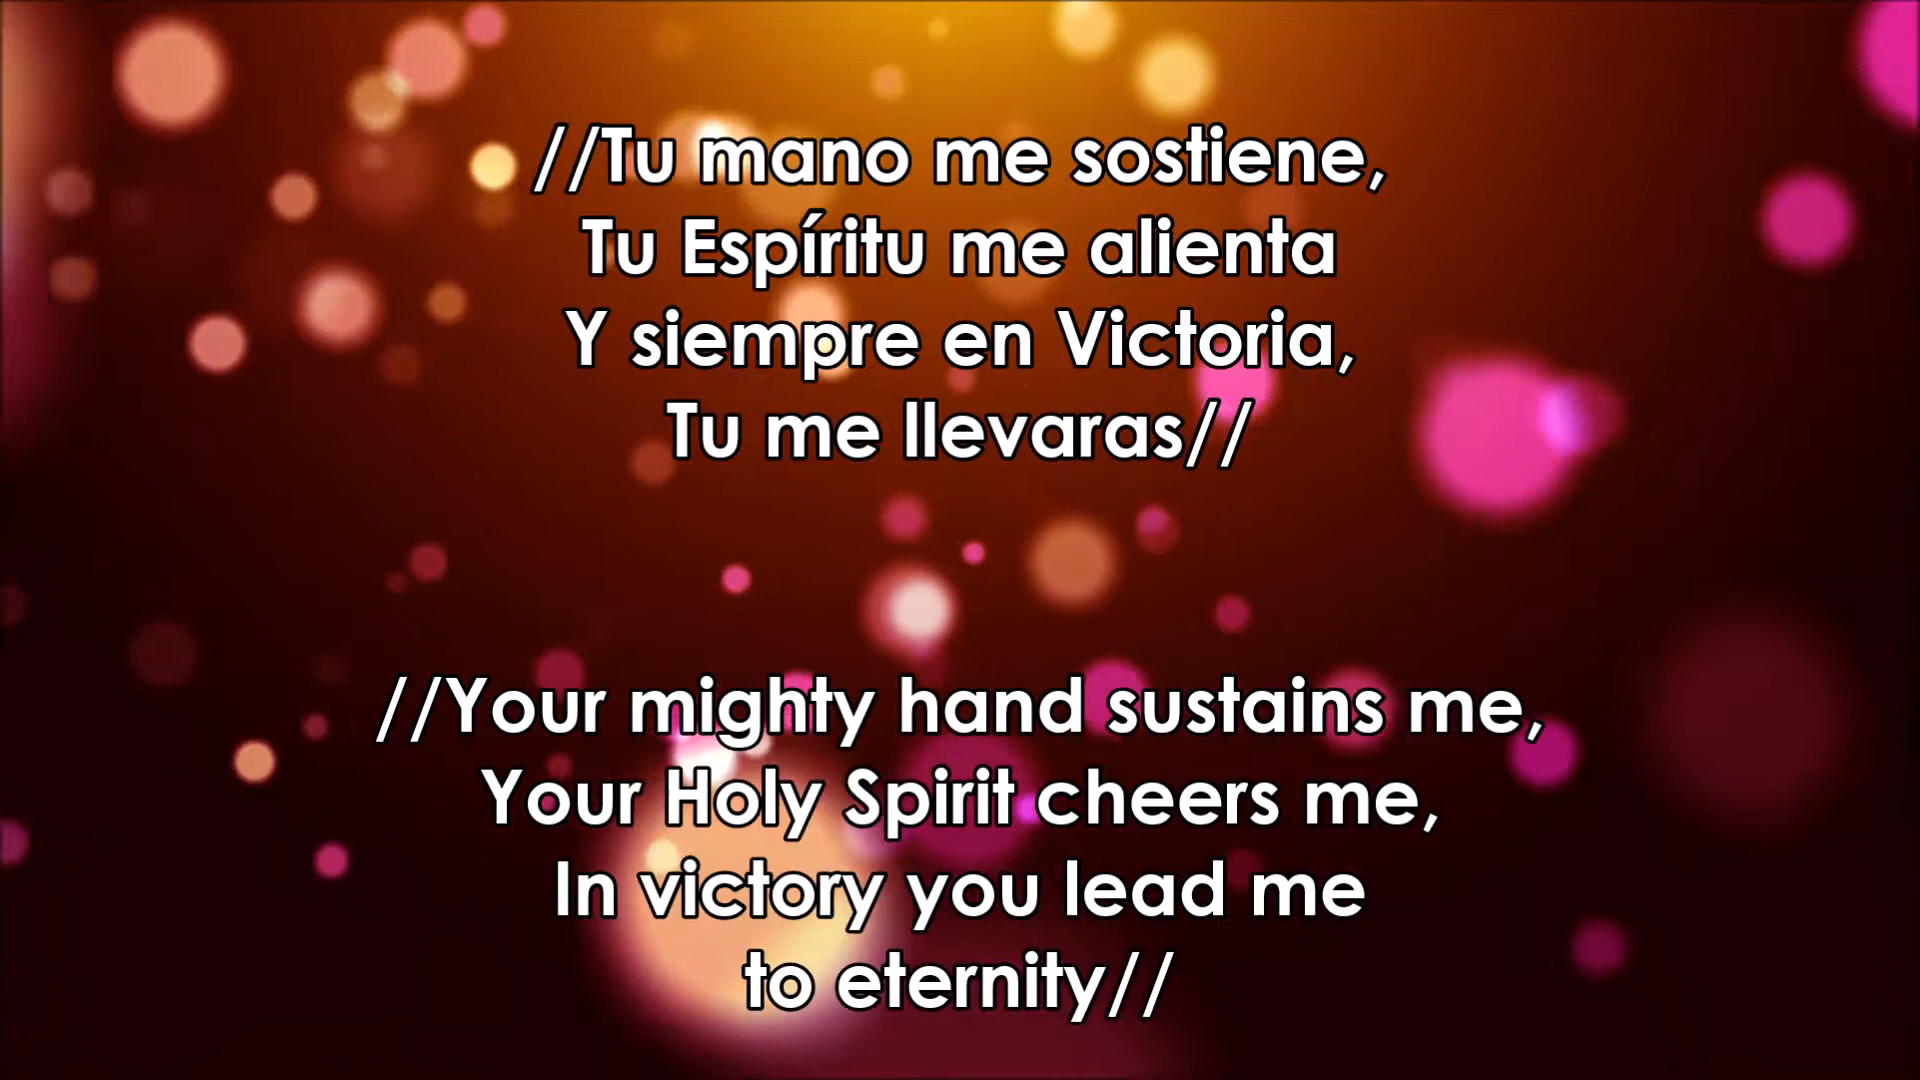 //Tu mano me sostiene,
Tu Espíritu me alienta
Y siempre en Victoria,
Tu me llevaras//
//Your mighty hand sustains me,
Your Holy Spirit cheers me,
In victory you lead me
to eternity//